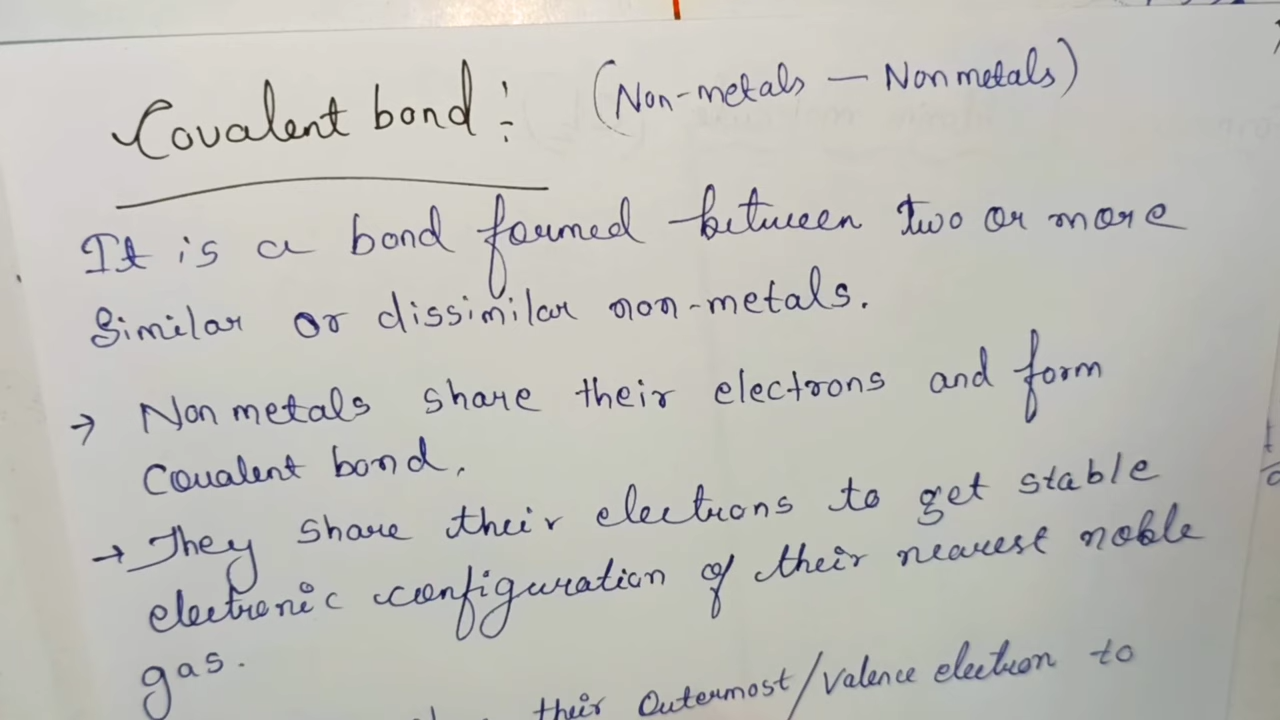 Covalent bond :- (Non-metals — Nonmetals)
It is a bond formed between two or more
Similar or dissimilar non-metals.
→ Non metals share their electrons and form
Covalent bond.
→ They share their electrons to get stable
electronic configuration of their nearest noble
gas.
their Outermost/Valence electron to